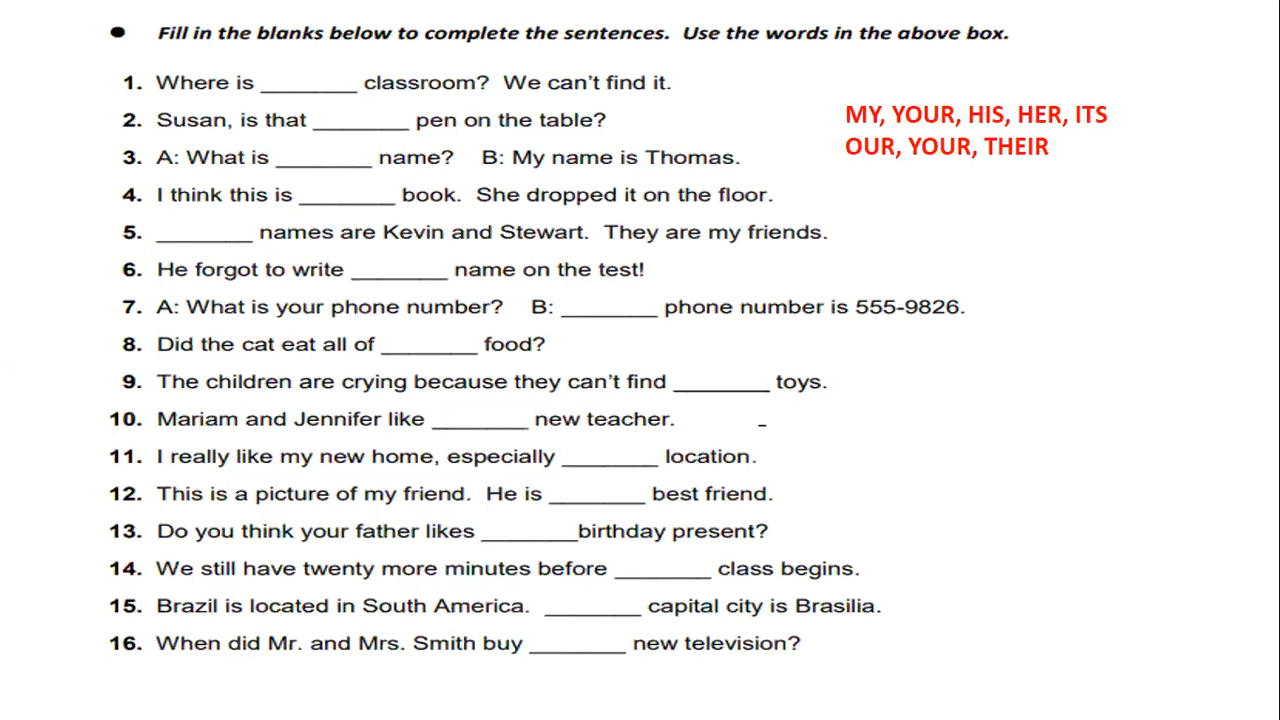 ● Fill in the blanks below to complete the sentences. Use the words in the above box.
1. Where is ________ classroom? We can't find it.
MY, YOUR, HIS, HER, ITS
2. Susan, is that ________ pen on the table?
OUR, YOUR, THEIR
3. A: What is ________ name? B: My name is Thomas.
4. I think this is ________ book. She dropped it on the floor.
5. ________ names are Kevin and Stewart. They are my friends.
6. He forgot to write ________ name on the test!
7. A: What is your phone number? B: ________ phone number is 555-9826.
8. Did the cat eat all of ________ food?
9. The children are crying because they can't find ________ toys.
10. Mariam and Jennifer like ________ new teacher. -
11. I really like my new home, especially ________ location.
12. This is a picture of my friend. He is ________ best friend.
13. Do you think your father likes ________birthday present?
14. We still have twenty more minutes before ________ class begins.
15. Brazil is located in South America. ________ capital city is Brasilia.
16. When did Mr. and Mrs. Smith buy ________ new television?